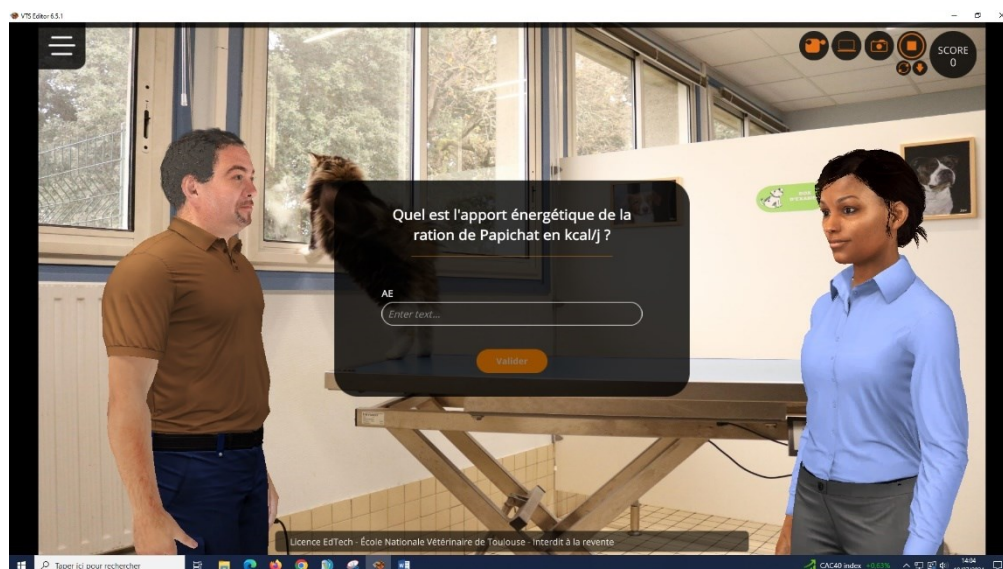 VTS Editor 6.5.1
SCORE
0
Quel est l'apport énergétique de la
ration de Papichat en kcal/j ?
AE
Enter text...
Valider
Licence EdTech - École Nationale Vétérinaire de Toulouse - Interdit à la revente
Taper ici pour rechercher
CAC40 index +0,63%
14:04